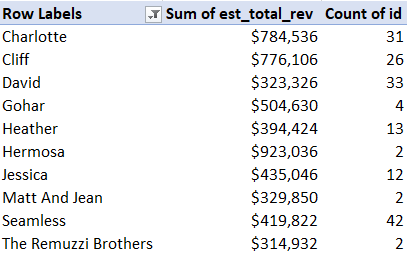 Row Labels Sum of est_total_rev Count of id
Charlotte $784,536 31
Cliff $776,106 26
David $323,326 33
Gohar $504,630 4
Heather $394,424 13
Hermosa $923,036 2
Jessica $435,046 12
Matt And Jean $329,850 2
Seamless $419,822 42
The Remuzzi Brothers $314,932 2